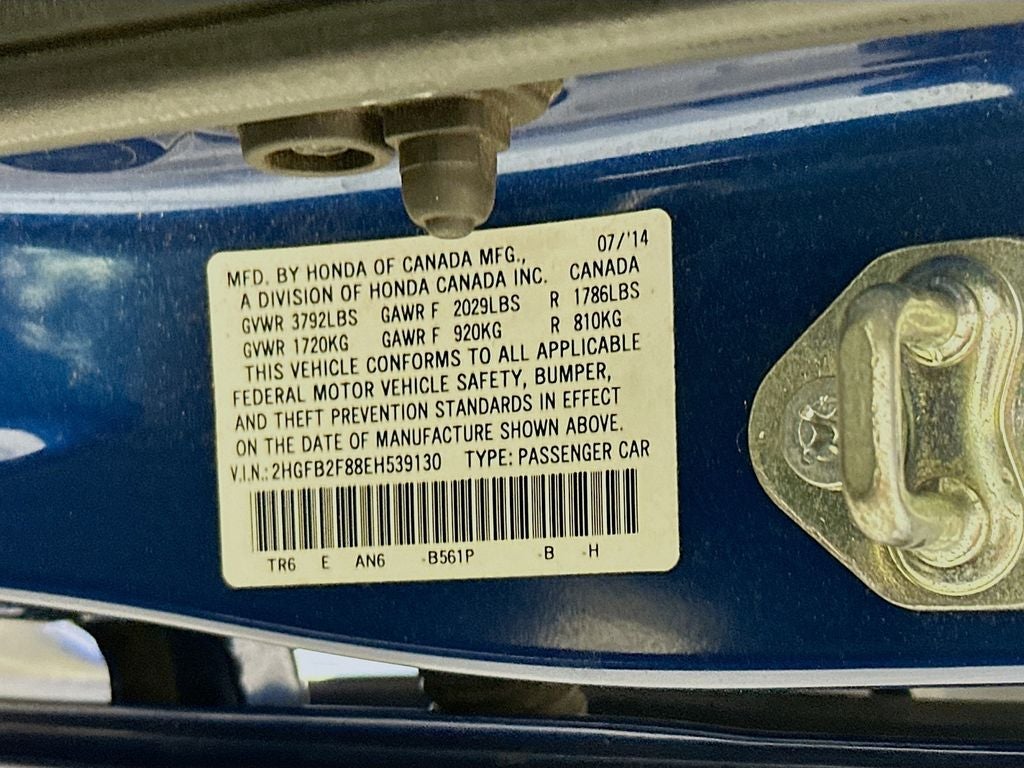 07/'14
MFD. BY HONDA OF CANADA MFG.,
A DIVISION OF HONDA CANADA INC. CANADA
GVWR 3792LBS GAWR F 2029LBS R 1786LBS
GVWR 1720KG GAWR F 920KG R 810KG
THIS VEHICLE CONFORMS TO ALL APPLICABLE
FEDERAL MOTOR VEHICLE SAFETY, BUMPER,
AND THEFT PREVENTION STANDARDS IN EFFECT
ON THE DATE OF MANUFACTURE SHOWN ABOVE.
V.I.N.: 2HGFB2F88EH539130 TYPE: PASSENGER CAR
TR6 E AN6 -B561P -B -H